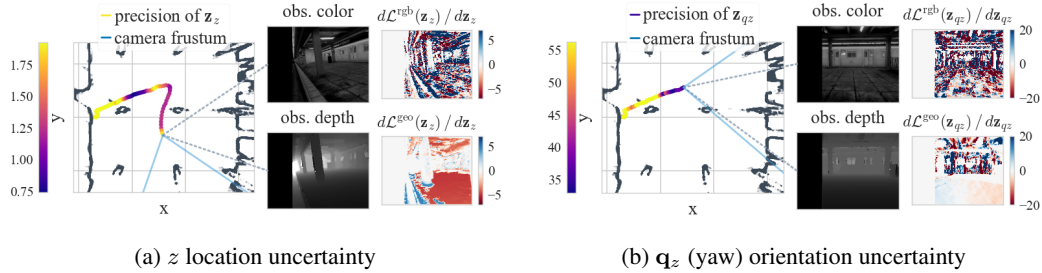 precision of z_z
camera frustum
1.75
1.50
1.25
1.00
0.75
y
x
obs. color
dℒ^rgb(z_z) / dz_z
5
0
−5
obs. depth
dℒ^geo(z_z) / dz_z
5
0
−5
(a) z location uncertainty
precision of z_qz
camera frustum
55
50
45
40
35
y
x
obs. color
dℒ^rgb(z_qz) / dz_qz
20
0
−20
obs. depth
dℒ^geo(z_qz) / dz_qz
20
0
−20
(b) q_z (yaw) orientation uncertainty